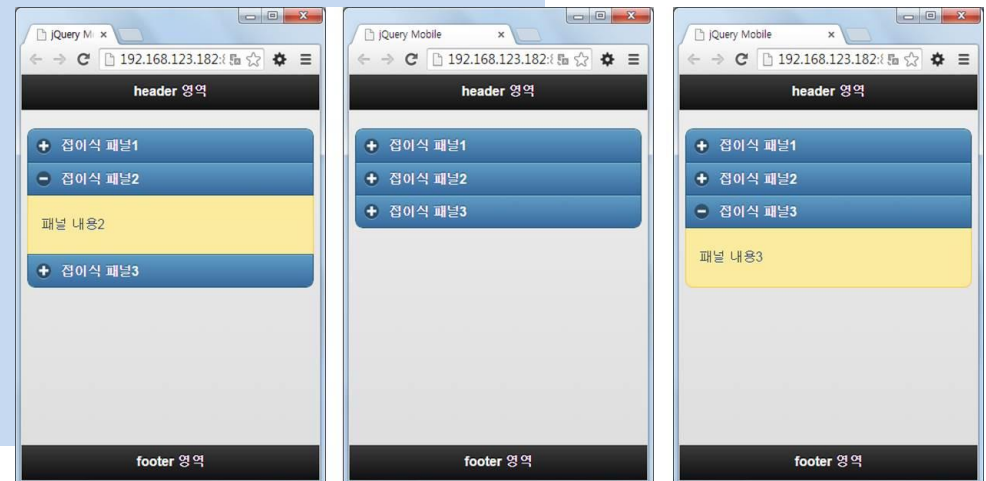 jQuery M
192.168.123.182:8
header 영역
접이식 패널1
접이식 패널2
패널 내용2
접이식 패널3
footer 영역
jQuery Mobile
192.168.123.182:8
header 영역
접이식 패널1
접이식 패널2
접이식 패널3
footer 영역
jQuery Mobile
192.168.123.182:8
header 영역
접이식 패널1
접이식 패널2
접이식 패널3
패널 내용3
footer 영역